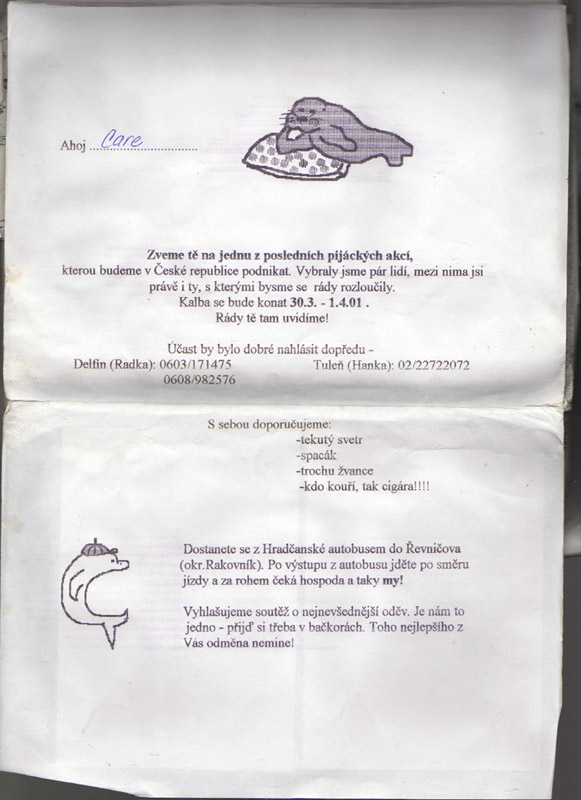 Ahoj ...Care.........................
Zveme tě na jednu z posledních pijáckých akcí,
kterou budeme v České republice podnikat. Vybraly jsme pár lidí, mezi nima jsi
právě i ty, s kterými bysme se rády rozloučily.
Kalba se bude konat 30.3. - 1.4.01 .
Rády tě tam uvidíme!
Účast by bylo dobré nahlásit dopředu -
Delfín (Radka): 0603/171475 Tuleň (Hanka): 02/22722072
0608/982576
S sebou doporučujeme:
-tekutý svetr
-spacák
-trochu žvance
-kdo kouří, tak cigára!!!!
Dostanete se z Hradčanské autobusem do Řevničova
(okr.Rakovník). Po výstupu z autobusu jděte po směru
jízdy a za rohem čeká hospoda a taky my!
Vyhlašujeme soutěž o nejnevšednější oděv. Je nám to
jedno - přijď si třeba v bačkorách. Toho nejlepšího z
Vás odměna nemine!